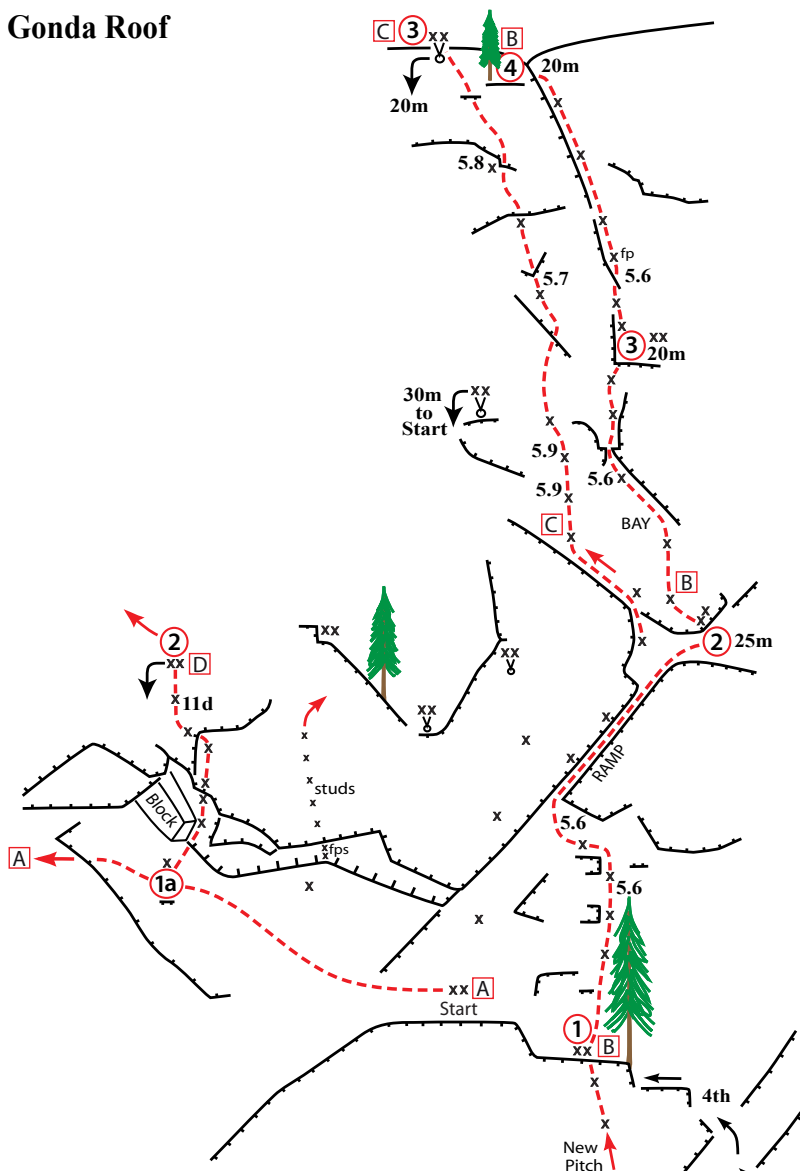 Gonda Roof
C 3 xx
B
4
20m
20m
5.8
fp
5.7
5.6
3 xx
20m
30m
to
Start
xx
5.9
5.6
5.9
BAY
C
B
2
25m
2
xx D
xx
xx
11d
xx
RAMP
studs
Block
5.6
fps
A
1a
5.6
xx A
Start
1
xx B
4th
New
Pitch